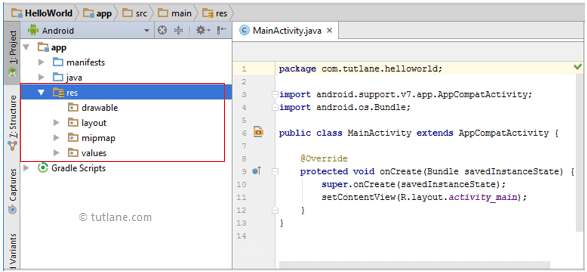 HelloWorld app src main res
Android
MainActivity.java
1: Project
7: Structure
Captures
d Variants
app
manifests
java
res
drawable
layout
mipmap
values
Gradle Scripts
© tutlane.com
1 package com.tutlane.helloworld;
2
3 import android.support.v7.app.AppCompatActivity;
4 import android.os.Bundle;
5
6 public class MainActivity extends AppCompatActivity {
7
8 @Override
9 protected void onCreate(Bundle savedInstanceState) {
10 super.onCreate(savedInstanceState);
11 setContentView(R.layout.activity_main);
12 }
13 }
14